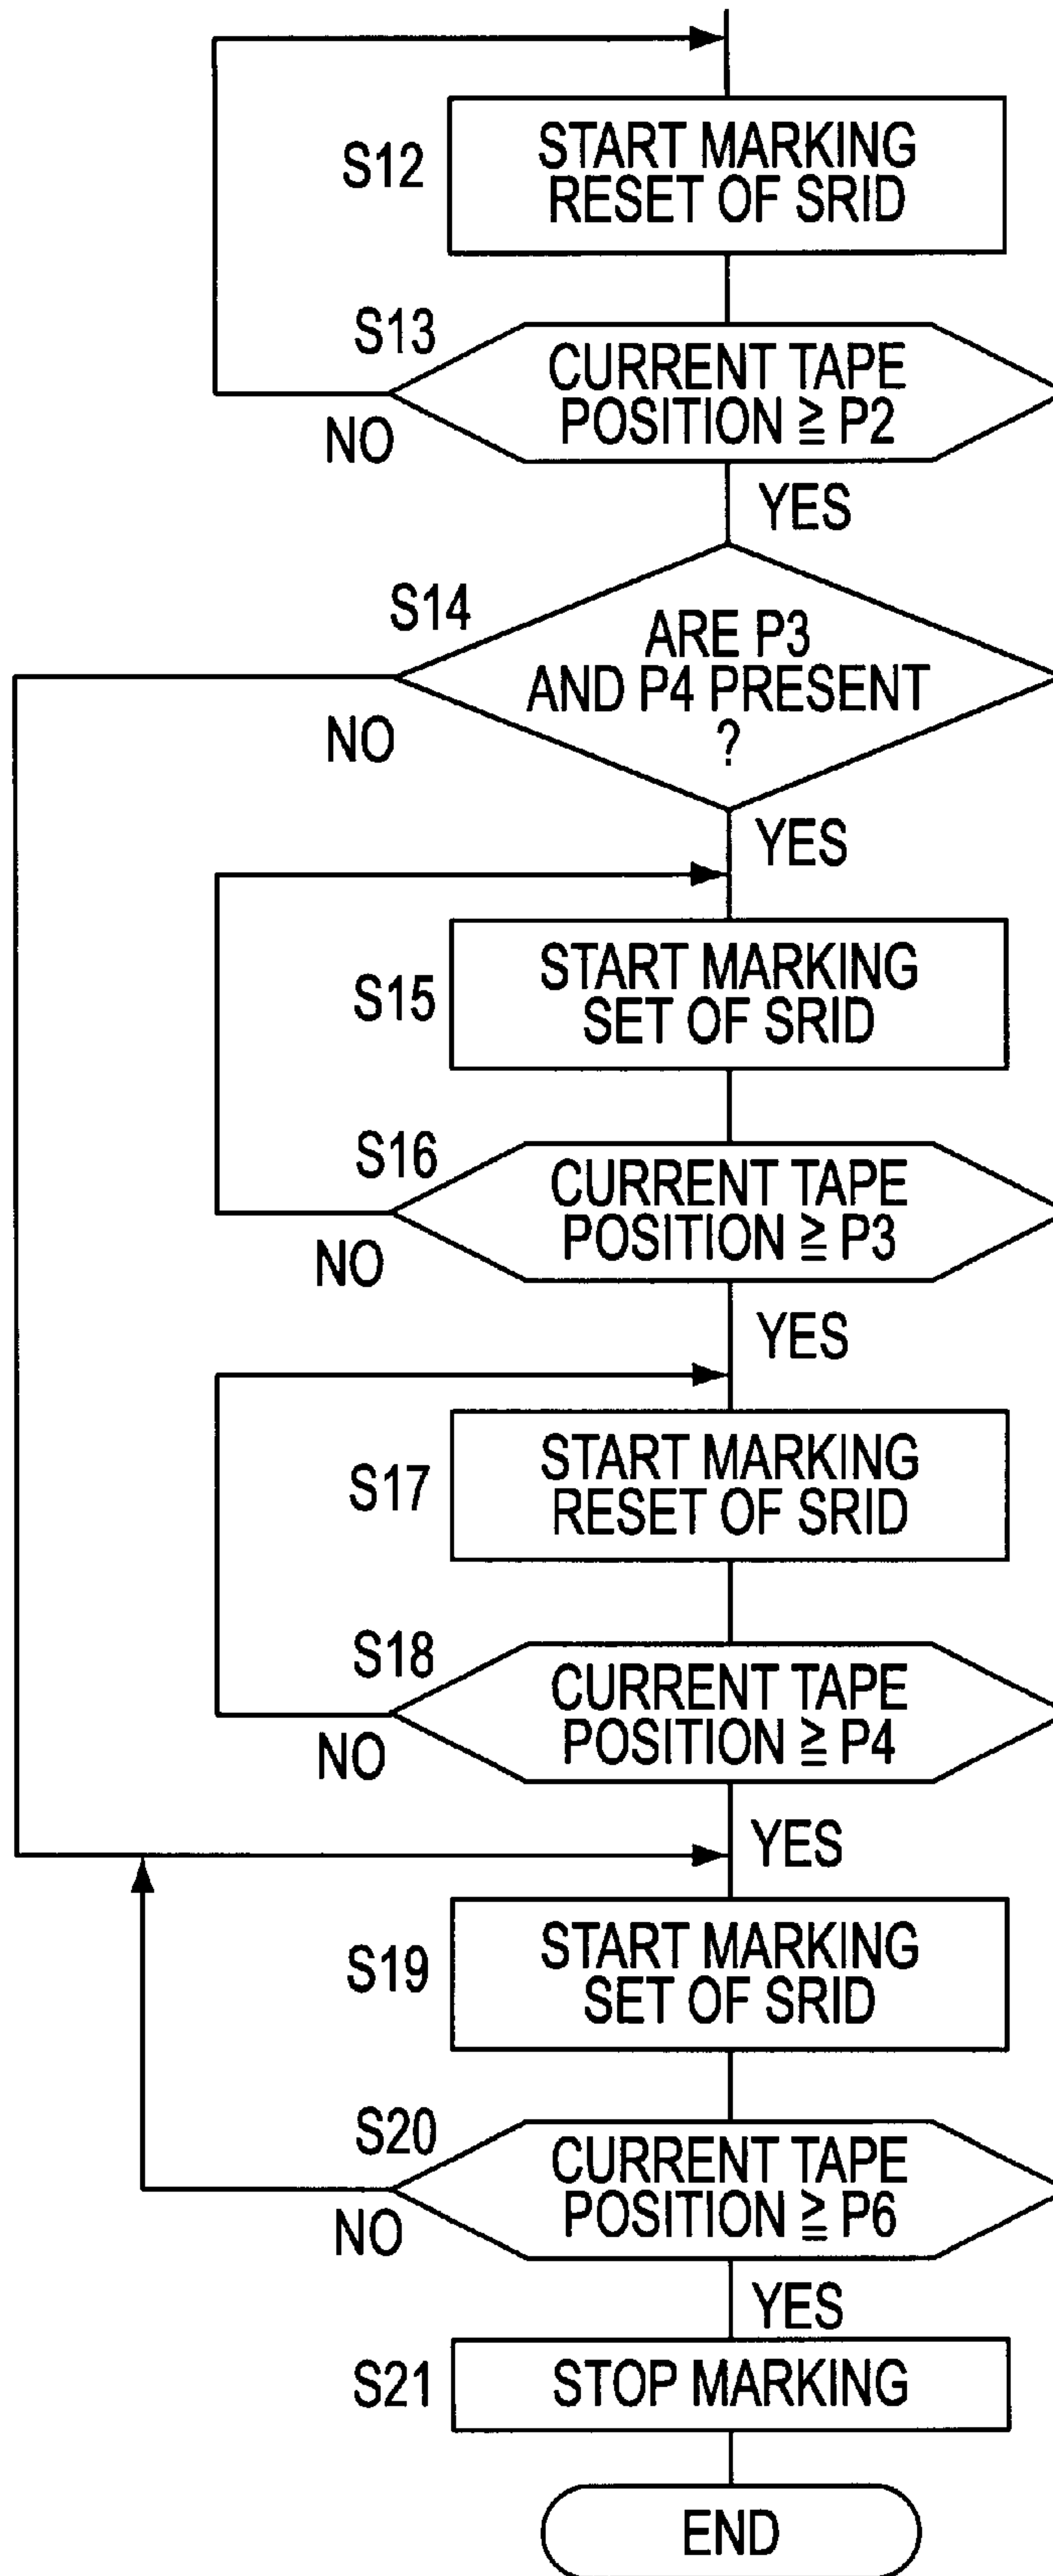 S12
START MARKING
RESET OF SRID
S13
CURRENT TAPE
POSITION ≧ P2
NO
YES
S14
ARE P3
AND P4 PRESENT
?
NO
YES
S15
START MARKING
SET OF SRID
S16
CURRENT TAPE
POSITION ≧ P3
NO
YES
S17
START MARKING
RESET OF SRID
S18
CURRENT TAPE
POSITION ≧ P4
NO
YES
S19
START MARKING
SET OF SRID
S20
CURRENT TAPE
POSITION ≧ P6
NO
YES
S21
STOP MARKING
END